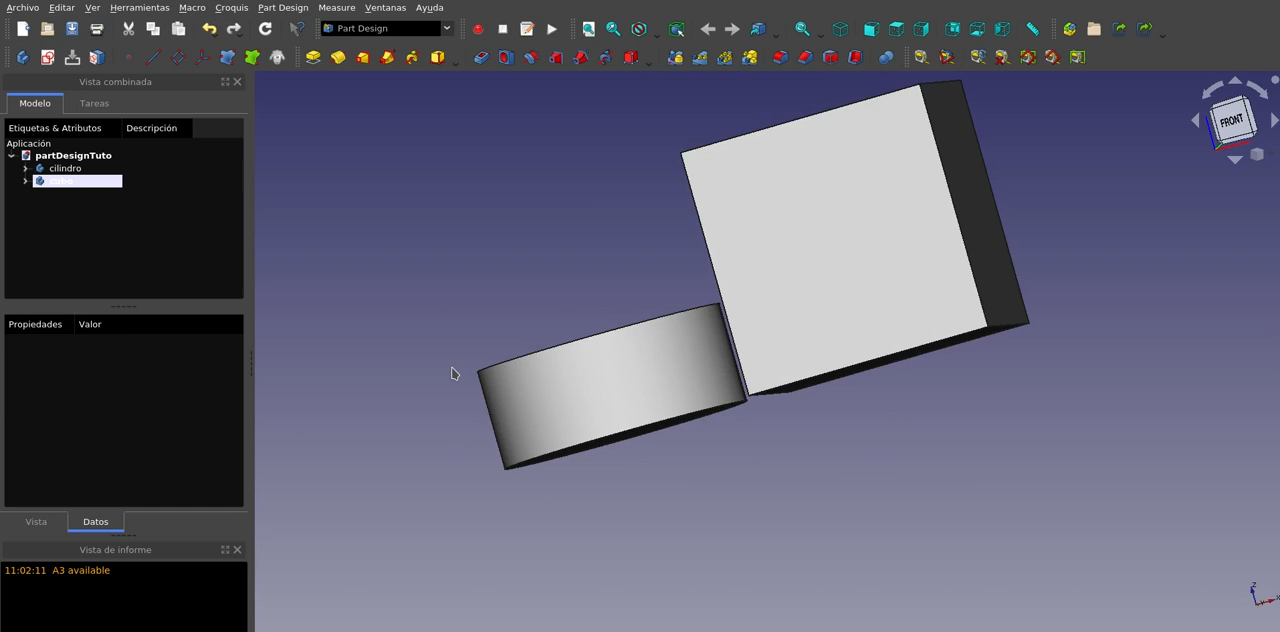 Archivo Editar Ver Herramientas Macro Croquis Part Design Measure Ventanas Ayuda
Part Design
Vista combinada
Modelo Tareas
Etiquetas & Atributos Descripción
Aplicación
partDesignTuto
cilindro
Propiedades Valor
Vista Datos
Vista de informe
11:02:11 A3 available
FRONT
Z
Y X